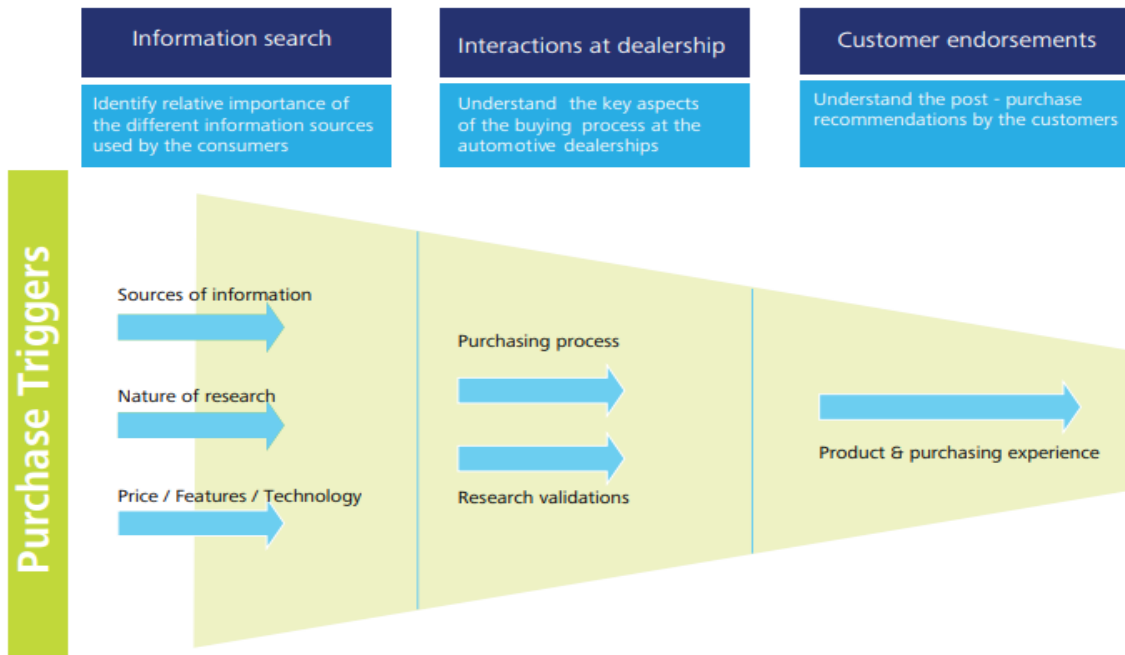 Information search
Interactions at dealership
Customer endorsements
Identify relative importance of
the different information sources
used by the consumers
Understand the key aspects
of the buying process at the
automotive dealerships
Understand the post - purchase
recommendations by the customers
Purchase Triggers
Sources of information
Nature of research
Price / Features / Technology
Purchasing process
Research validations
Product & purchasing experience